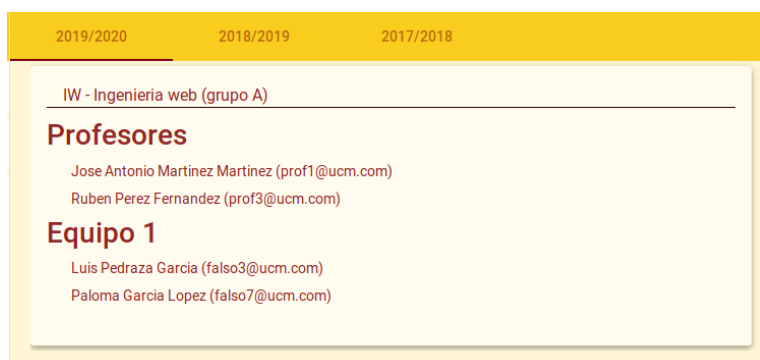 2019/2020 2018/2019 2017/2018
IW - Ingenieria web (grupo A)
Profesores
Jose Antonio Martinez Martinez (prof1@ucm.com)
Ruben Perez Fernandez (prof3@ucm.com)
Equipo 1
Luis Pedraza Garcia (falso3@ucm.com)
Paloma Garcia Lopez (falso7@ucm.com)